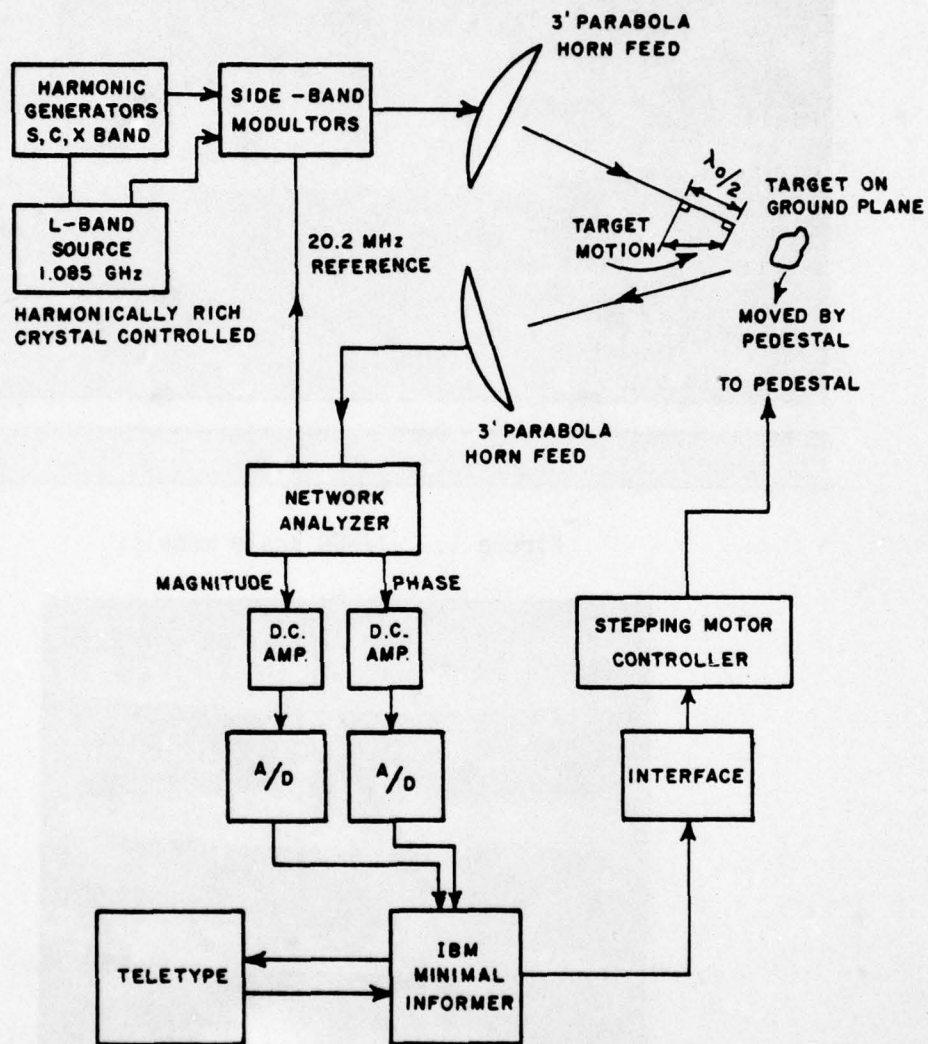 3' PARABOLA
HORN FEED
HARMONIC
GENERATORS
S, C, X BAND
SIDE-BAND
MODULTORS
L-BAND
SOURCE
1.085 GHz
HARMONICALLY RICH
CRYSTAL CONTROLLED
20.2 MHz
REFERENCE
λo/2
TARGET ON
GROUND PLANE
TARGET
MOTION
MOVED BY
PEDESTAL
TO PEDESTAL
3' PARABOLA
HORN FEED
NETWORK
ANALYZER
MAGNITUDE
PHASE
D.C.
AMP.
D.C.
AMP.
STEPPING MOTOR
CONTROLLER
A/D
A/D
INTERFACE
TELETYPE
IBM
MINIMAL
INFORMER